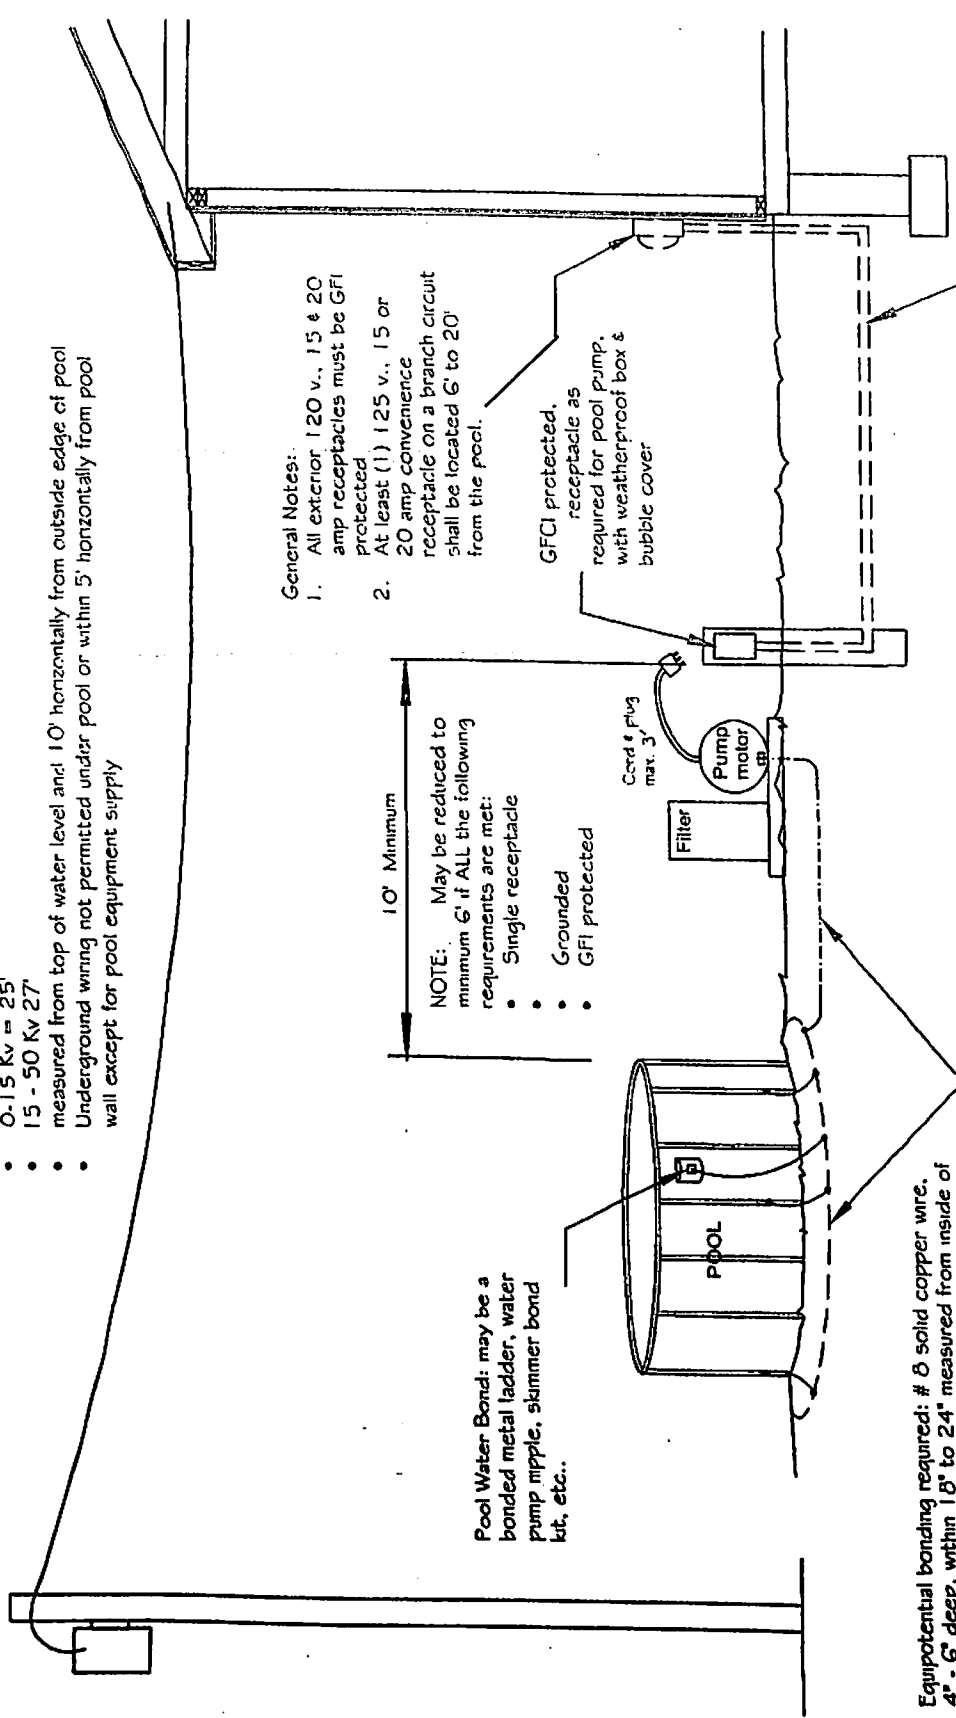 • 0-15 Kv = 25'
• 15 - 50 Kv 27'
• measured from top of water level and 10' horizontally from outside edge of pool
• Underground wiring not permitted under pool or within 5' horizontally from pool
wall except for pool equipment supply
General Notes:
1. All exterior 120 v., 15 & 20
amp receptacles must be GFI
protected
2. At least (1) 125 v., 15 or
20 amp convenience
receptacle on a branch circuit
shall be located 6' to 20'
from the pool.
10' Minimum
NOTE: May be reduced to
minimum 6' if ALL the following
requirements are met:
• Single receptacle
•
• Grounded
• GFI protected
GFCI protected,
receptacle as
required for pool pump,
with weatherproof box &
bubble cover
Cord & plug
max. 3'
Pump
motor
Filter
Pool Water Bond: may be a
bonded metal ladder, water
pump nipple, skimmer bond
kit, etc..
POOL
Equipotential bonding required: # 8 solid copper wire,
4" - 6" deep, within 18" to 24" measured from inside of